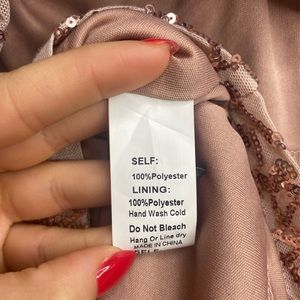 SELF:
100%Polyester
LINING:
100%Polyester
Hand Wash Cold
Do Not Bleach
Hang Or Line dry
MADE IN CHINA
SELF